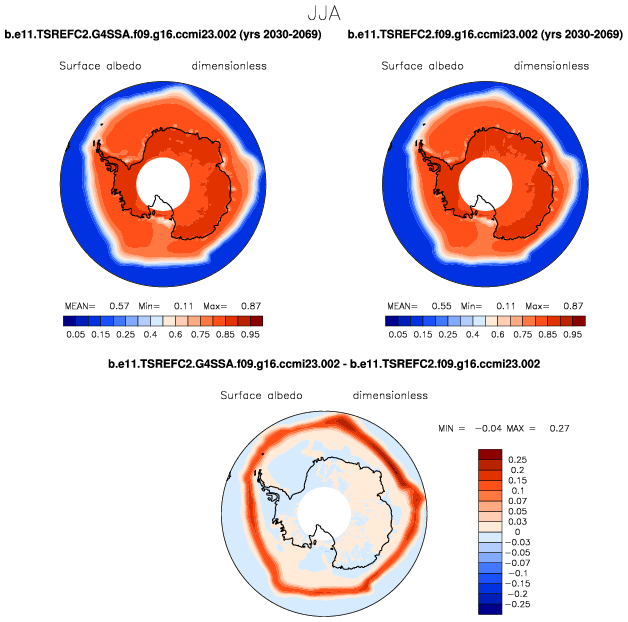 JJA
b.e11.TSREFC2.G4SSA.f09.g16.ccmi23.002 (yrs 2030-2069)
b.e11.TSREFC2.f09.g16.ccmi23.002 (yrs 2030-2069)
Surface albedo dimensionless
Surface albedo dimensionless
MEAN= 0.57 Min= 0.11 Max= 0.87
MEAN= 0.55 Min= 0.11 Max= 0.87
0.05 0.15 0.2 0.4 0.6 0.75 0.85 0.95
0.05 0.15 0.2 0.4 0.6 0.75 0.85 0.95
b.e11.TSREFC2.G4SSA.f09.g16.ccmi23.002 - b.e11.TSREFC2.f09.g16.ccmi23.002
Surface albedo dimensionless
MIN = -0.04 MAX = 0.27
0.25
0.2
0.15
0.1
0.07
0.05
0.03
0
-0.03
-0.05
-0.07
-0.1
-0.15
-0.2
-0.25